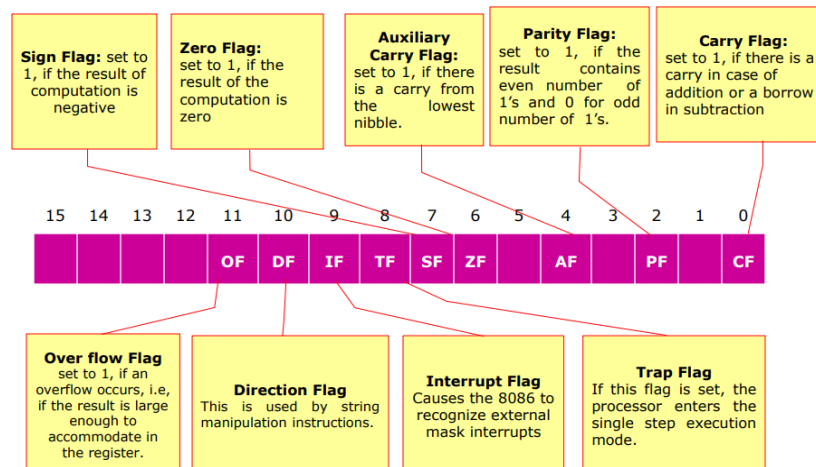 Sign Flag: set to
1, if the result of
computation is
negative
Zero Flag:
set to 1, if the
result of the
computation is
zero
Auxiliary
Carry Flag:
set to 1, if there
is a carry from
the lowest
nibble.
Parity Flag:
set to 1, if the
result contains
even number of
1's and 0 for odd
number of 1's.
Carry Flag:
set to 1, if there is a
carry in case of
addition or a borrow
in subtraction
15 14 13 12 11 10 9 8 7 6 5 4 3 2 1 0
OF DF IF TF SF ZF AF PF CF
Over flow Flag
set to 1, if an
overflow occurs, i.e,
if the result is large
enough to
accommodate in
the register.
Direction Flag
This is used by string
manipulation instructions.
Interrupt Flag
Causes the 8086 to
recognize external
mask interrupts
Trap Flag
If this flag is set, the
processor enters the
single step execution
mode.